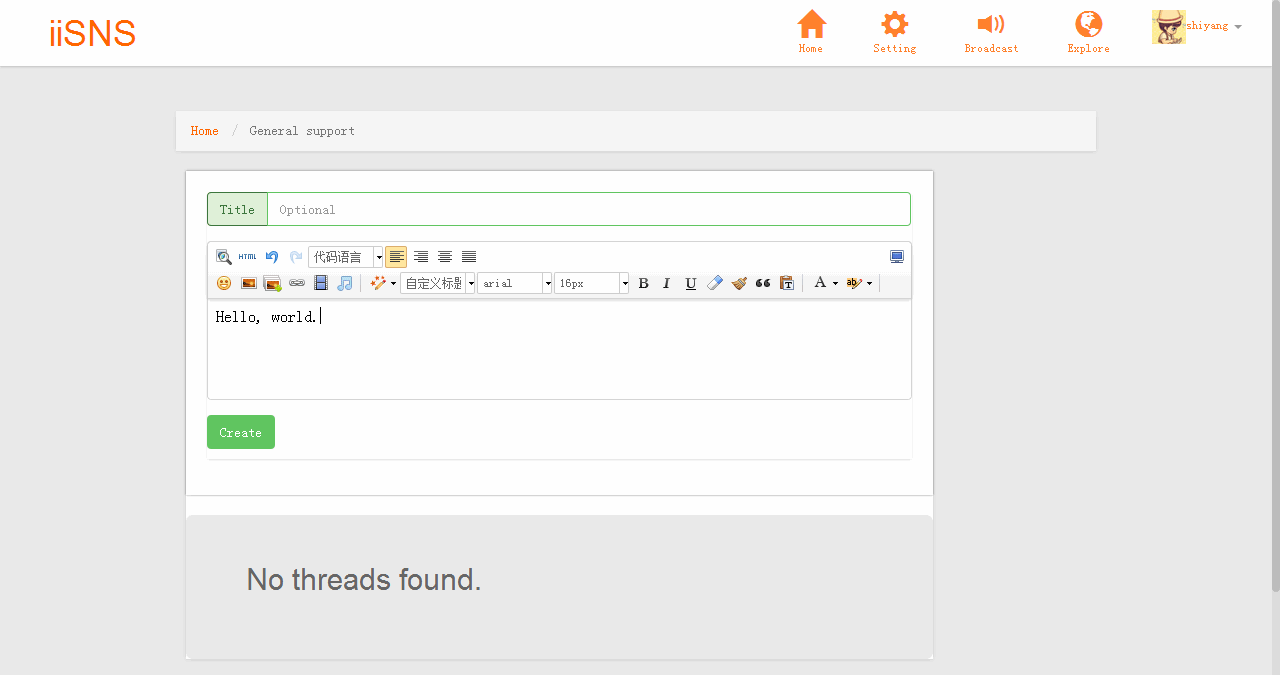 iiSNS
Home Setting Broadcast Explore shiyang
Home / General support
Title Optional
HTML 代码语言
自定义标题 arial 16px B I U A ab
Hello, world.
Create
No threads found.